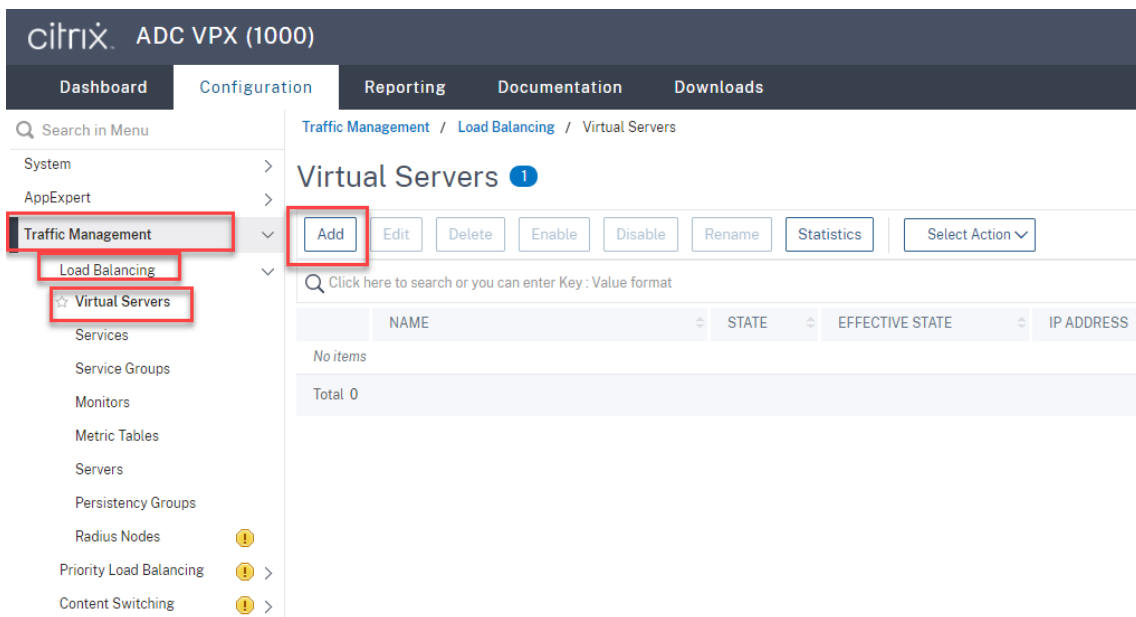 citrix. ADC VPX (1000)
Dashboard Configuration Reporting Documentation Downloads
Search in Menu
System
AppExpert
Traffic Management
Load Balancing
Virtual Servers
Services
Service Groups
Monitors
Metric Tables
Servers
Persistency Groups
Radius Nodes
Priority Load Balancing
Content Switching
Traffic Management / Load Balancing / Virtual Servers
Virtual Servers 1
Add Edit Delete Enable Disable Rename Statistics Select Action
Click here to search or you can enter Key : Value format
NAME STATE EFFECTIVE STATE IP ADDRESS
No items
Total 0